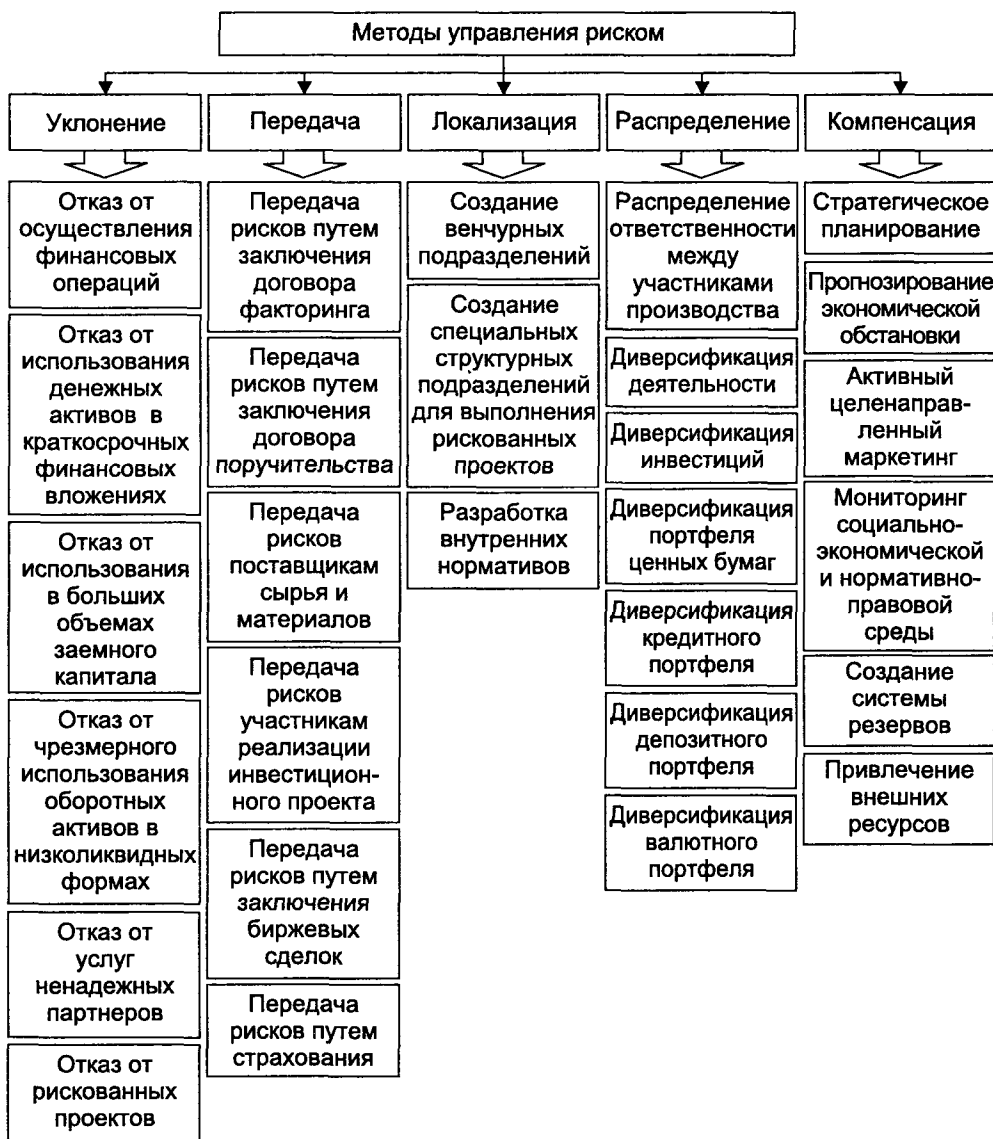 Методы управления риском
Уклонение
Отказ от
осуществления
финансовых
операций
Отказ от
использования
денежных
активов в
краткосрочных
финансовых
вложениях
Отказ от
использования
в больших
объемах
заемного
капитала
Отказ от
чрезмерного
использования
оборотных
активов в
низколиквидных
формах
Отказ от
услуг
ненадежных
партнеров
Отказ от
рискованных
проектов
Передача
Передача
рисков путем
заключения
договора
факторинга
Передача
рисков путем
заключения
договора
поручительства
Передача
рисков
поставщикам
сырья и
материалов
Передача
рисков
участникам
реализации
инвестицион-
ного проекта
Передача
рисков путем
заключения
биржевых
сделок
Передача
рисков путем
страхования
Локализация
Создание
венчурных
подразделений
Создание
специальных
структурных
подразделений
для выполнения
рискованных
проектов
Разработка
внутренних
нормативов
Распределение
Распределение
ответственности
между
участниками
производства
Диверсификация
деятельности
Диверсификация
инвестиций
Диверсификация
портфеля
ценных бумаг
Диверсификация
кредитного
портфеля
Диверсификация
депозитного
портфеля
Диверсификация
валютного
портфеля
Компенсация
Стратегическое
планирование
Прогнозирование
экономической
обстановки
Активный
целенаправ-
ленный
маркетинг
Мониторинг
социально-
экономической
и нормативно-
правовой
среды
Создание
системы
резервов
Привлечение
внешних
ресурсов